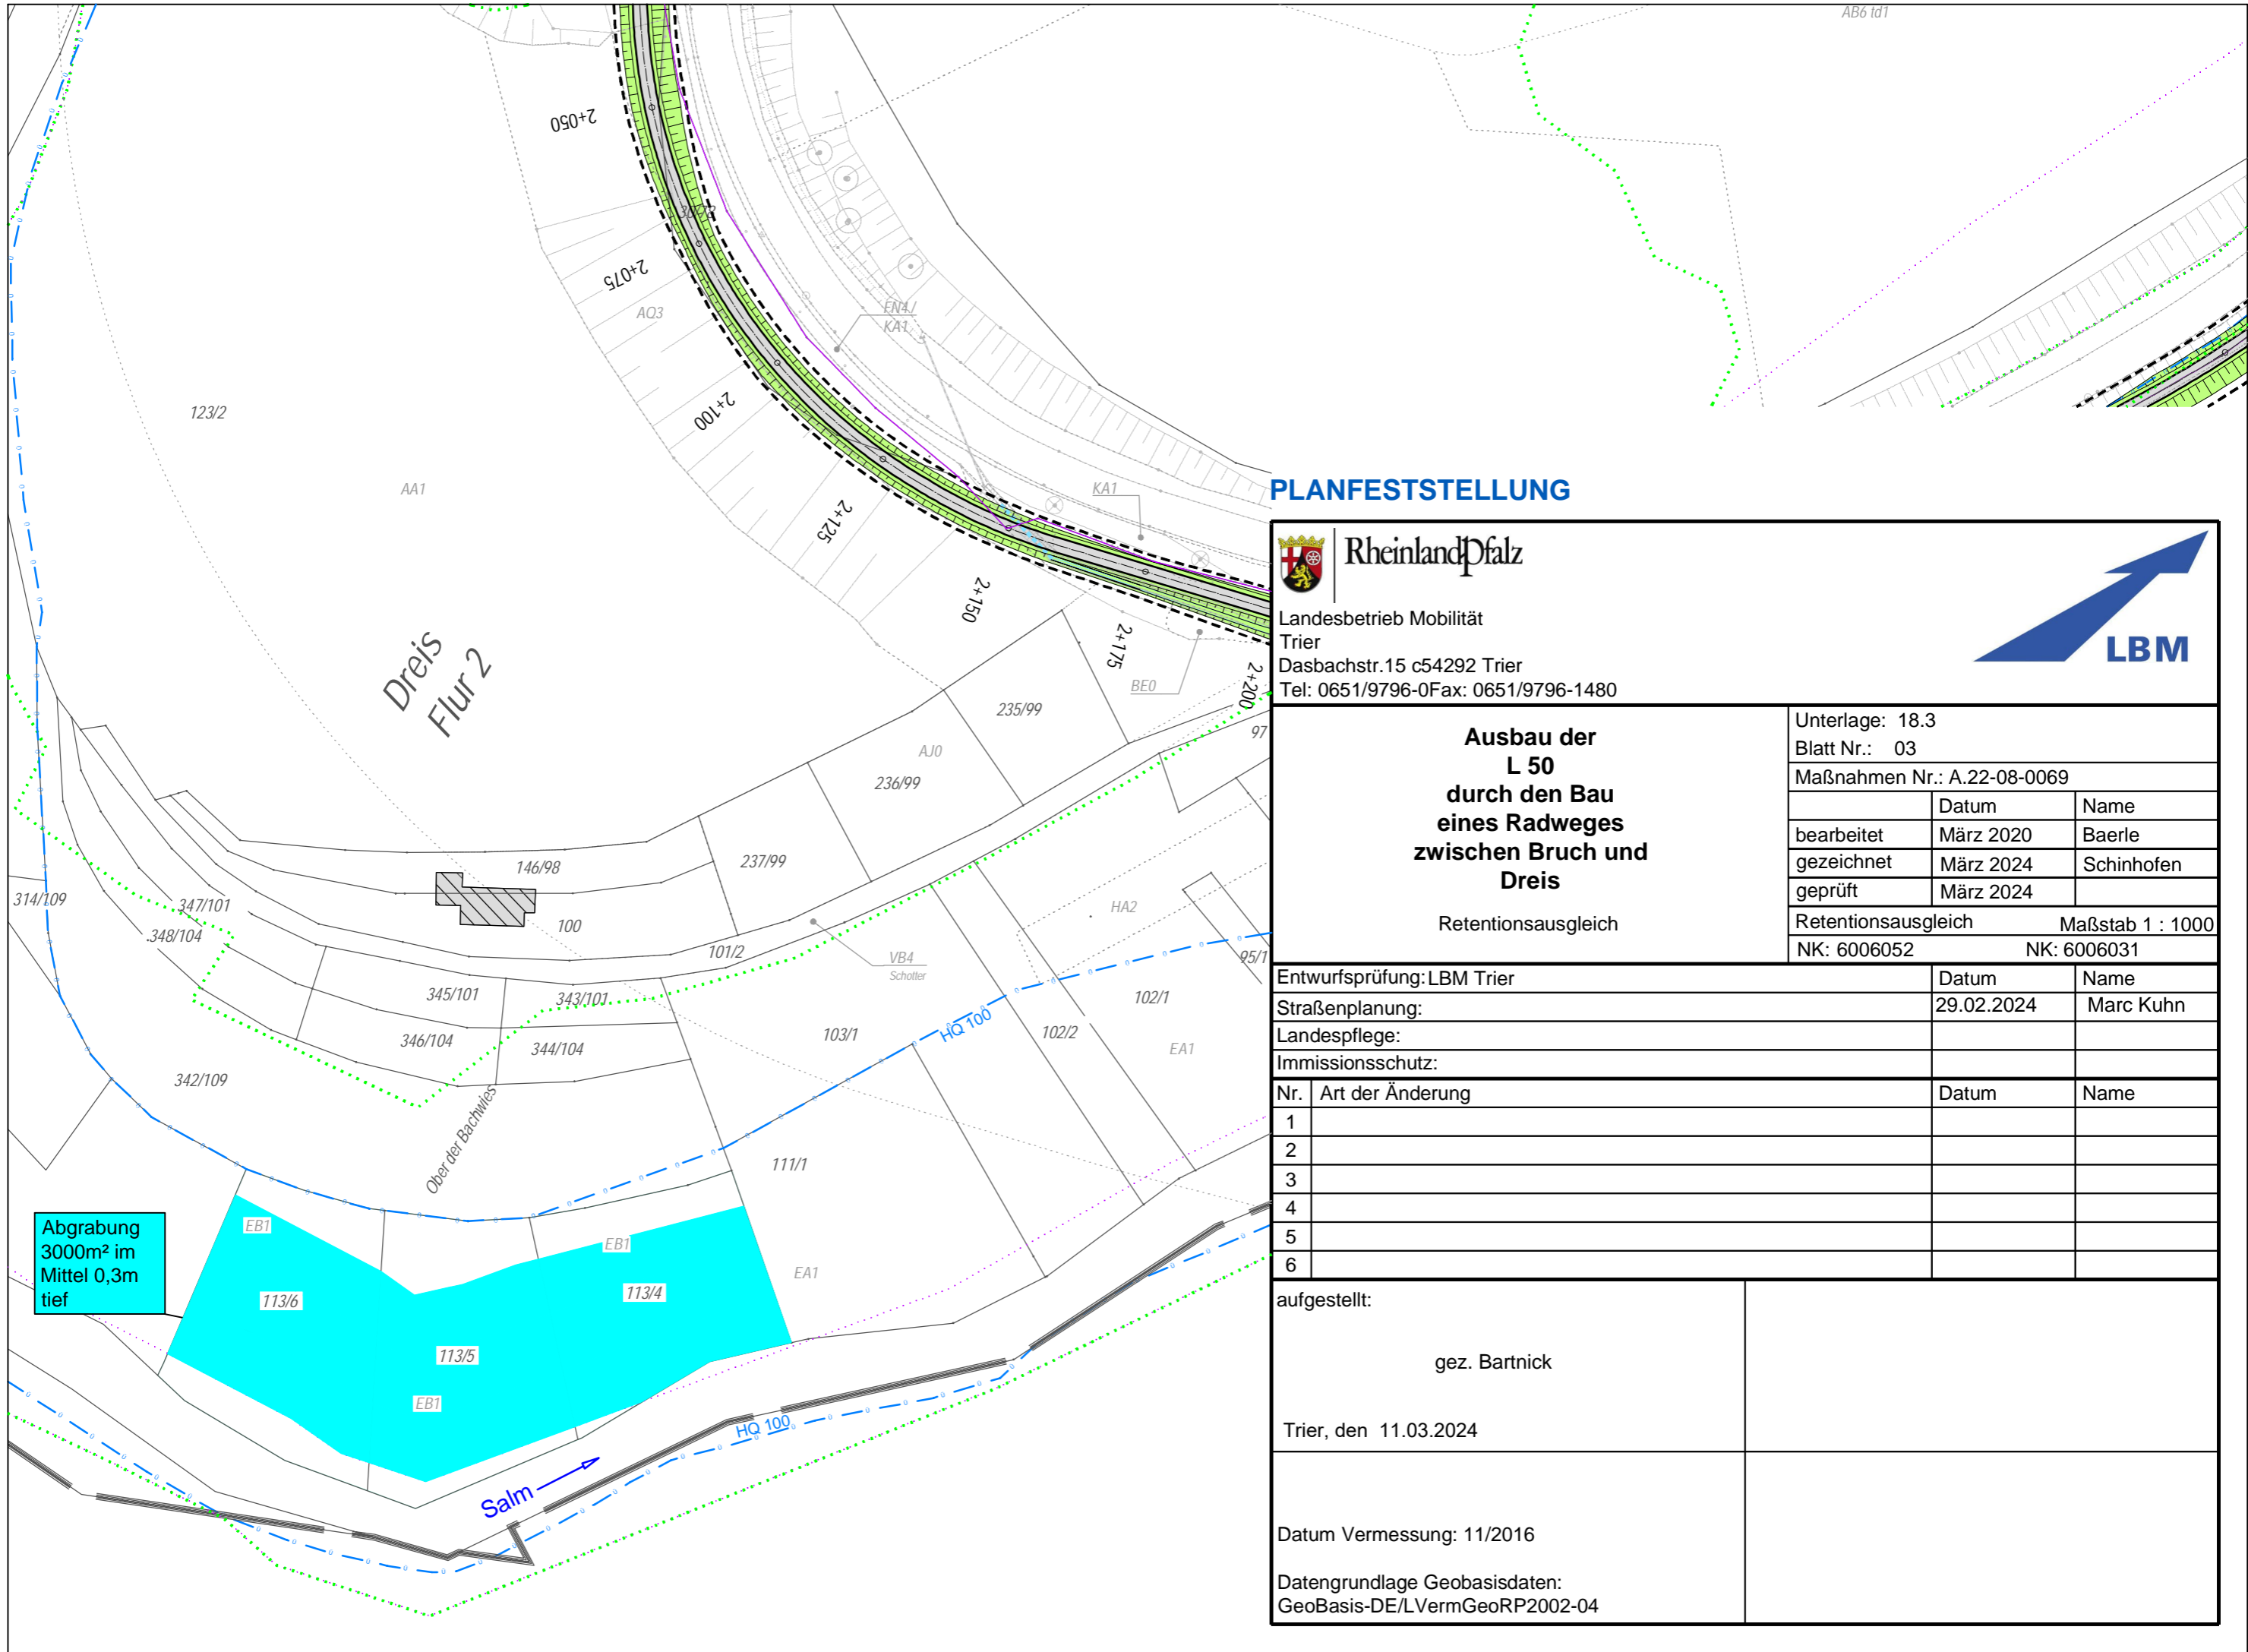 AB6 td1
2+050
2+075
AQ3
FN4./
KA1
123/2
2+100
AA1
KA1
2+125
2+150
2+175
2+200
BE0
Dreis
Flur 2
235/99
97
AJ0
236/99
237/99
146/98
100
101/2
314/109
347/101
348/104
345/101
343/101
346/104
344/104
342/109
VB4
Schotter
HA2
95/1
102/1
102/2
103/1
HQ 100
EA1
Ober der Bachwies
111/1
EA1
Abgrabung
3000m² im
Mittel 0,3m
tief
EB1
EB1
113/6
113/4
113/5
EB1
HQ 100
Salm
PLANFESTSTELLUNG
RheinlandPfalz
LBM
Landesbetrieb Mobilität
Trier
Dasbachstr.15 c54292 Trier
Tel: 0651/9796-0Fax: 0651/9796-1480
Ausbau der
L 50
durch den Bau
eines Radweges
zwischen Bruch und
Dreis
Retentionsausgleich
Unterlage: 18.3
Blatt Nr.: 03
Maßnahmen Nr.: A.22-08-0069
Datum Name
bearbeitet März 2020 Baerle
gezeichnet März 2024 Schinhofen
geprüft März 2024
Retentionsausgleich Maßstab 1 : 1000
NK: 6006052 NK: 6006031
Entwurfsprüfung: LBM Trier Datum Name
Straßenplanung: 29.02.2024 Marc Kuhn
Landespflege:
Immissionsschutz:
Nr. Art der Änderung Datum Name
1
2
3
4
5
6
aufgestellt:
gez. Bartnick
Trier, den 11.03.2024
Datum Vermessung: 11/2016
Datengrundlage Geobasisdaten:
GeoBasis-DE/LVermGeoRP2002-04